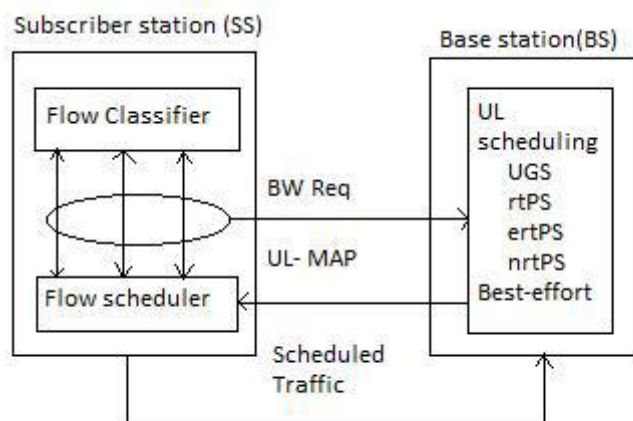 Subscriber station (SS)
Flow Classifier
Flow scheduler
BW Req
UL- MAP
Scheduled
Traffic
Base station(BS)
UL
scheduling
UGS
rtPS
ertPS
nrtPS
Best-effort